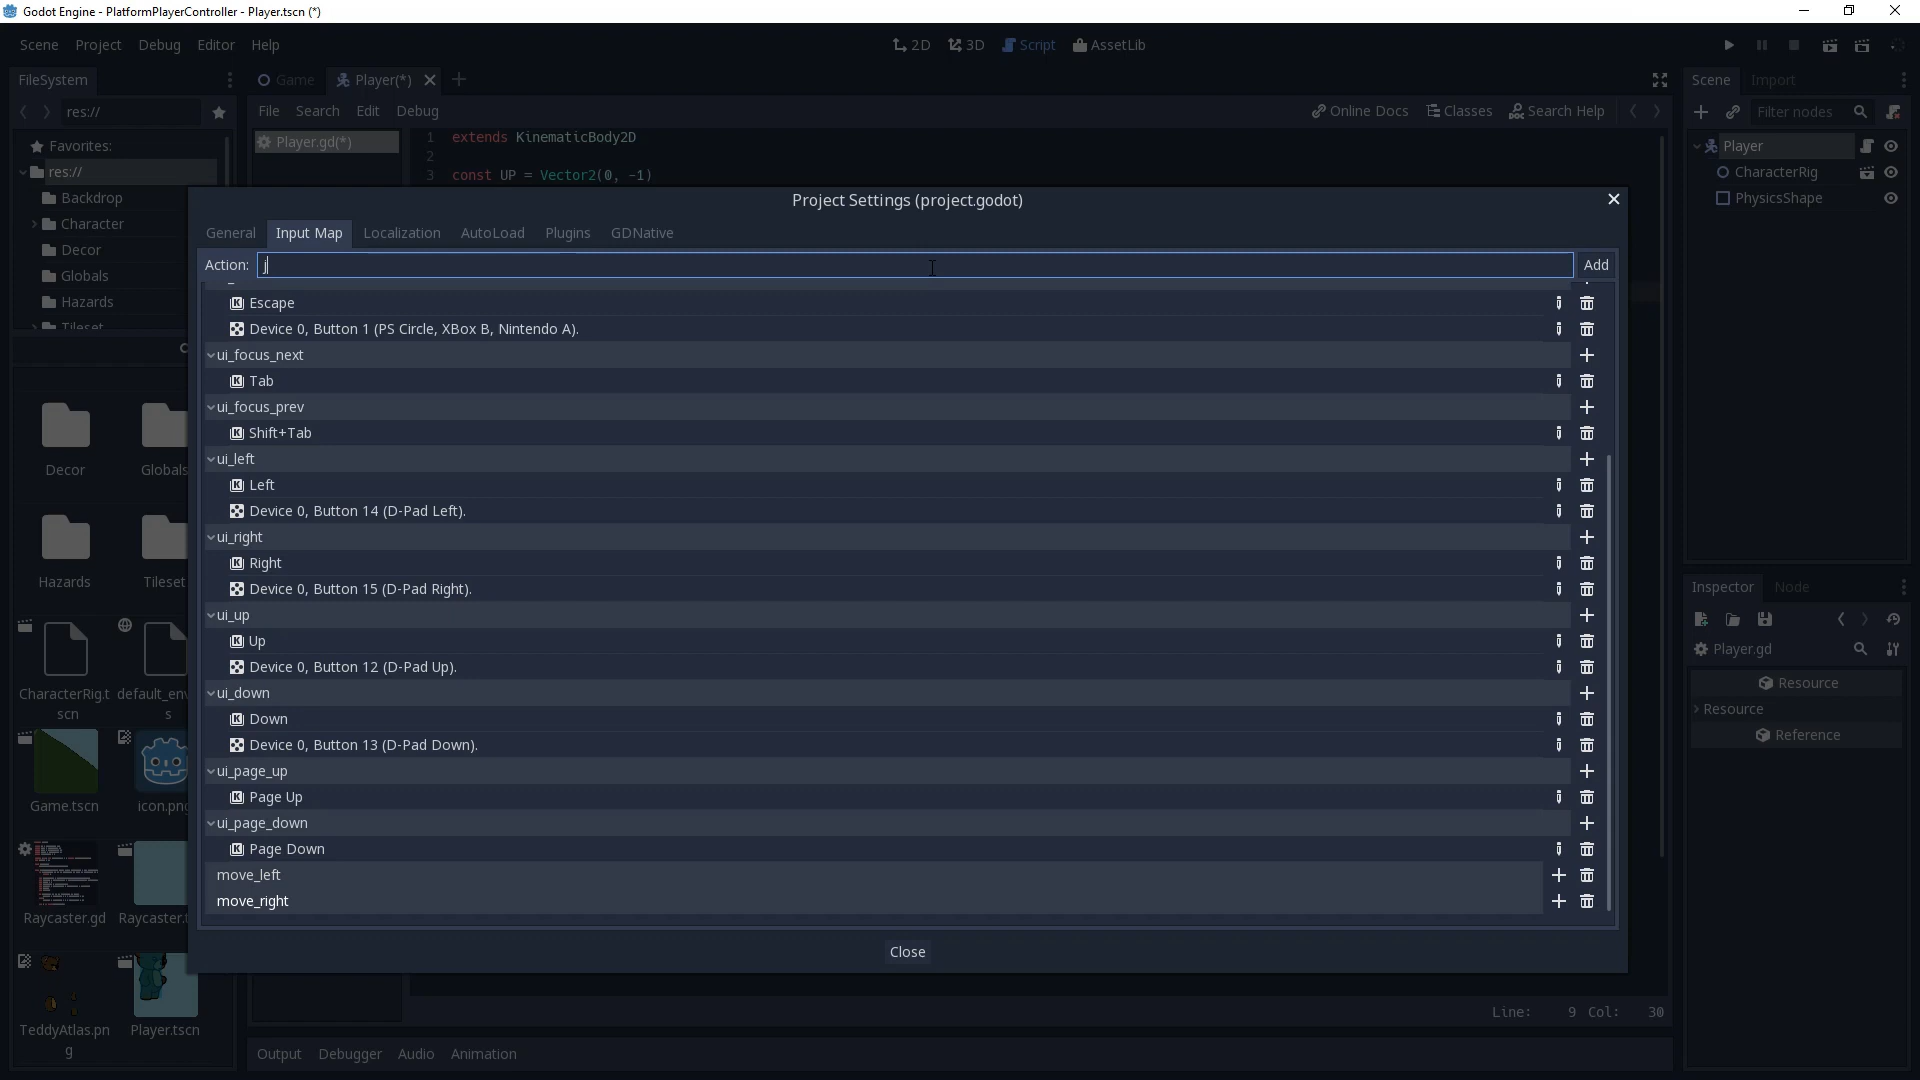 Godot Engine - PlatformPlayerController - Player.tscn (*)
Scene Project Debug Editor Help
2D 3D Script AssetLib
FileSystem
Game Player(*)
Scene Import
res://
File Search Edit Debug
Online Docs Classes Search Help
Filter nodes
Favorites:
res://
Backdrop
Character
Decor
Globals
Hazards
Tileset
Player.gd(*)
1 extends KinematicBody2D
2
3 const UP = Vector2(0, -1)
Player
CharacterRig
PhysicsShape
Project Settings (project.godot)
General Input Map Localization AutoLoad Plugins GDNative
Action: j Add
Escape
Device 0, Button 1 (PS Circle, XBox B, Nintendo A).
ui_focus_next
Tab
ui_focus_prev
Shift+Tab
ui_left
Left
Device 0, Button 14 (D-Pad Left).
ui_right
Right
Device 0, Button 15 (D-Pad Right).
ui_up
Up
Device 0, Button 12 (D-Pad Up).
ui_down
Down
Device 0, Button 13 (D-Pad Down).
ui_page_up
Page Up
ui_page_down
Page Down
move_left
move_right
Close
Decor Globals
Hazards Tileset
CharacterRig.t
scn
default_env
s
Game.tscn icon.png
Raycaster.gd Raycaster.t
TeddyAtlas.pn
g
Player.tscn
Inspector Node
Player.gd
Resource
Resource
Reference
Line: 9 Col: 30
Output Debugger Audio Animation